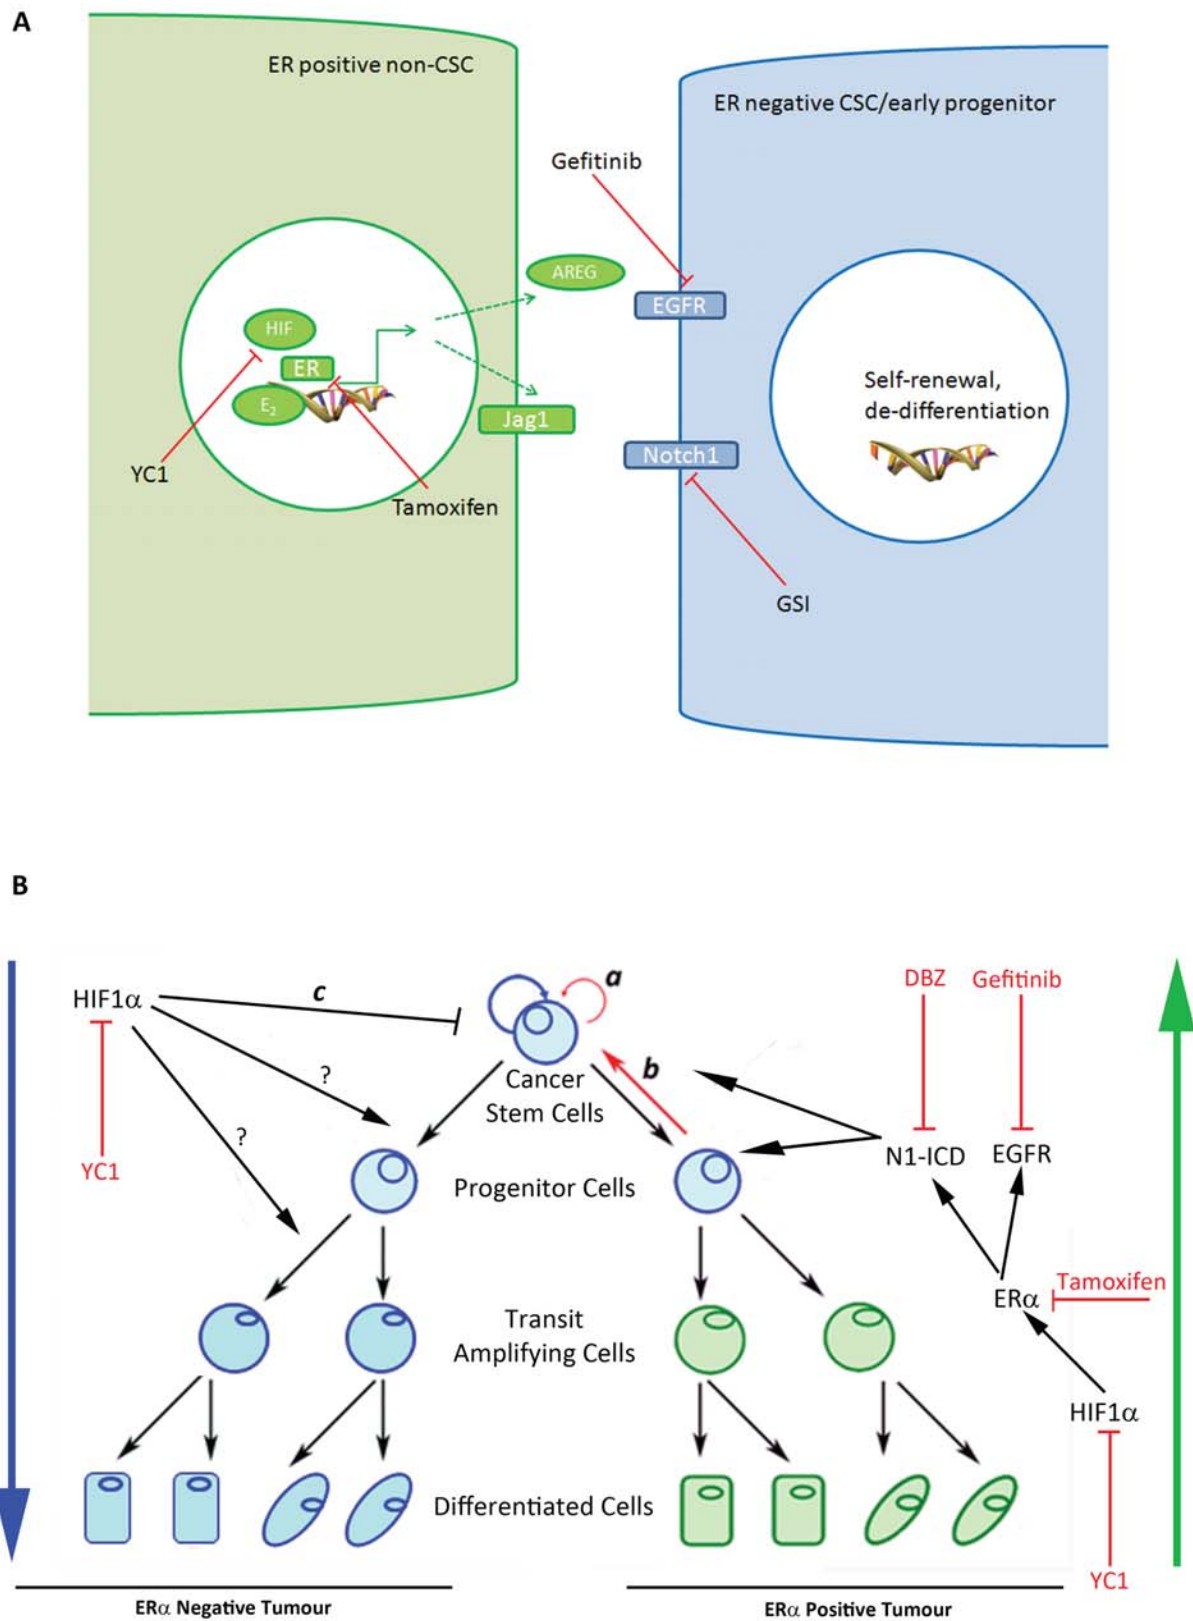 A
ER positive non-CSC
ER negative CSC/early progenitor
Gefitinib
AREG
EGFR
HIF
ER
E2
Jag1
Notch1
Self-renewal,
de-differentiation
YC1
Tamoxifen
GSI
B
HIF1α
c
a
DBZ
Gefitinib
?
Cancer
Stem Cells
b
?
YC1
N1-ICD
EGFR
Progenitor Cells
Tamoxifen
ERα
Transit
Amplifying Cells
HIF1α
Differentiated Cells
YC1
ERα Negative Tumour
ERα Positive Tumour